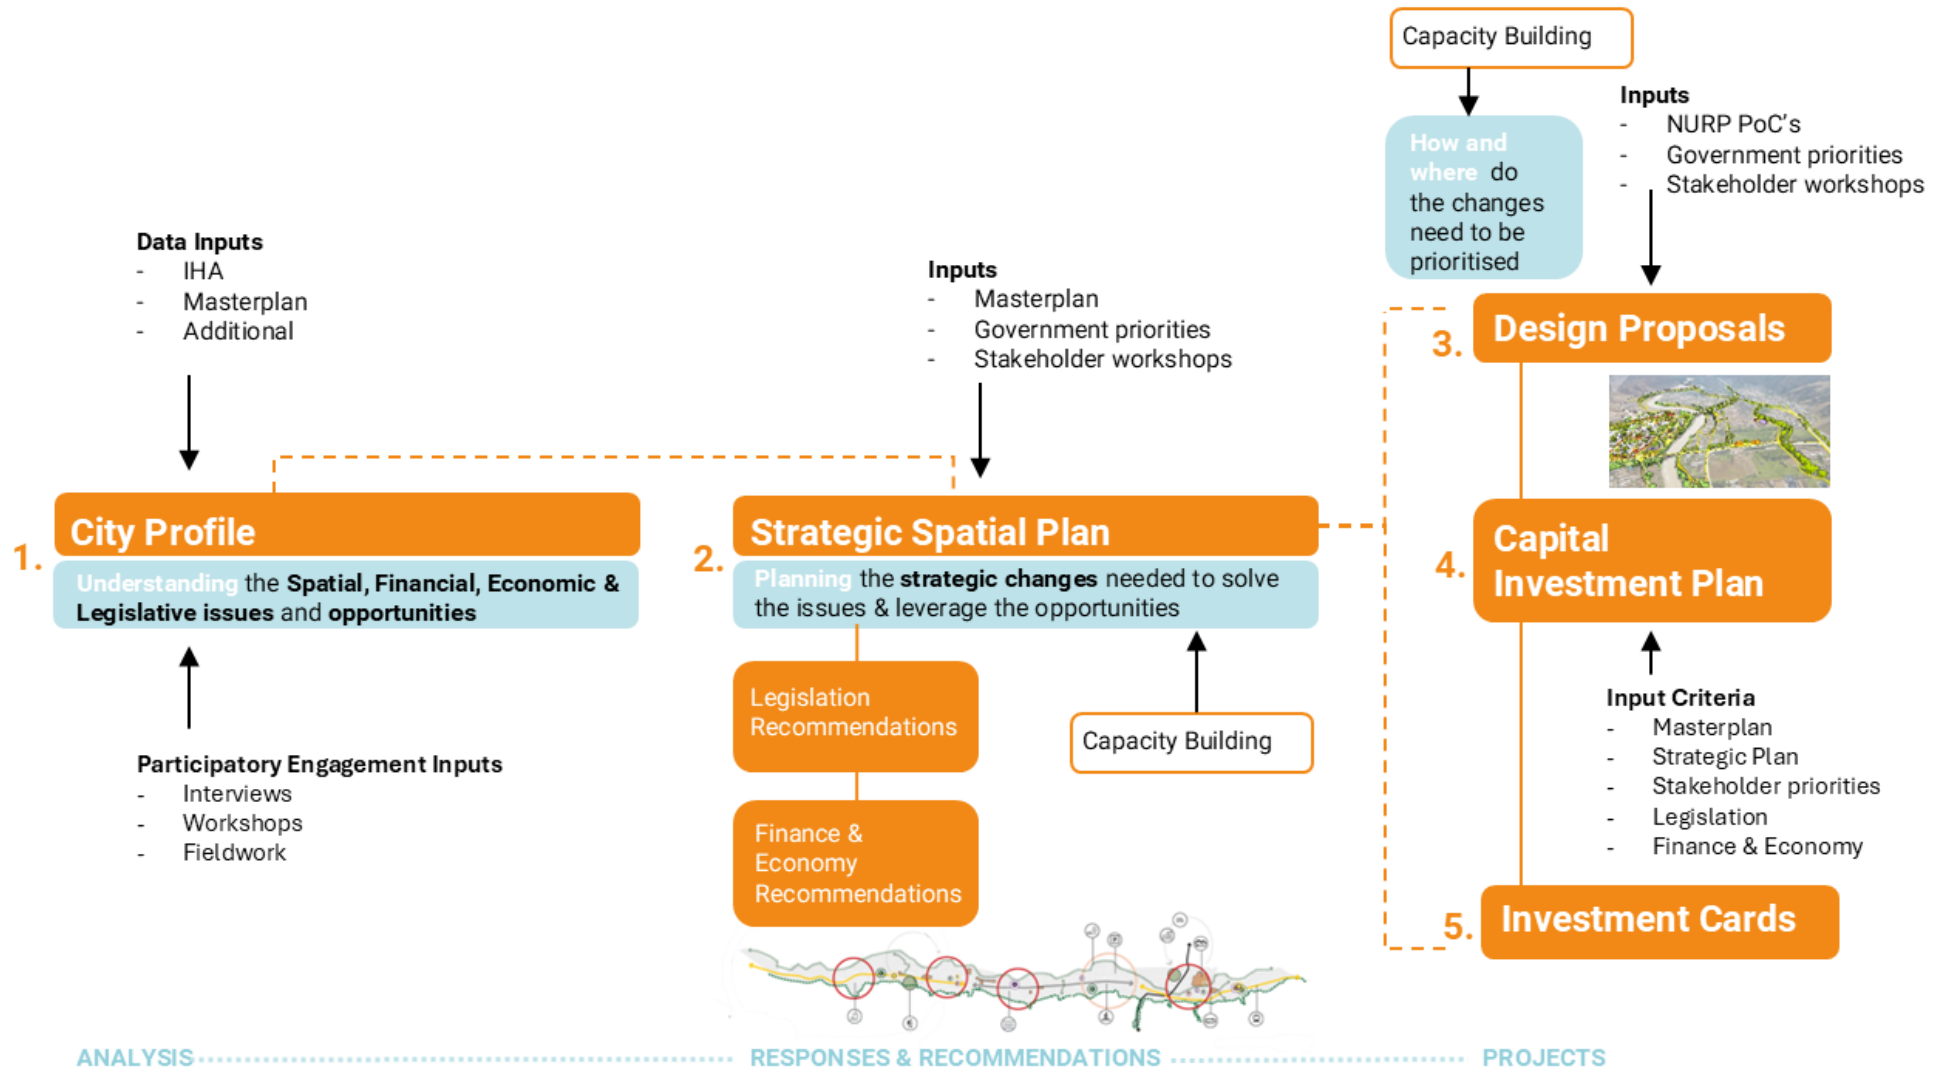 Capacity Building
How and
where do
the changes
need to be
prioritised
Inputs
- NURP PoC's
- Government priorities
- Stakeholder workshops
Data Inputs
- IHA
- Masterplan
- Additional
Inputs
- Masterplan
- Government priorities
- Stakeholder workshops
1.
City Profile
Understanding the Spatial, Financial, Economic &
Legislative issues and opportunities
Participatory Engagement Inputs
- Interviews
- Workshops
- Fieldwork
2.
Strategic Spatial Plan
Planning the strategic changes needed to solve
the issues & leverage the opportunities
Legislation
Recommendations
Finance &
Economy
Recommendations
Capacity Building
3.
Design Proposals
4.
Capital
Investment Plan
Input Criteria
- Masterplan
- Strategic Plan
- Stakeholder priorities
- Legislation
- Finance & Economy
5.
Investment Cards
ANALYSIS
RESPONSES & RECOMMENDATIONS
PROJECTS